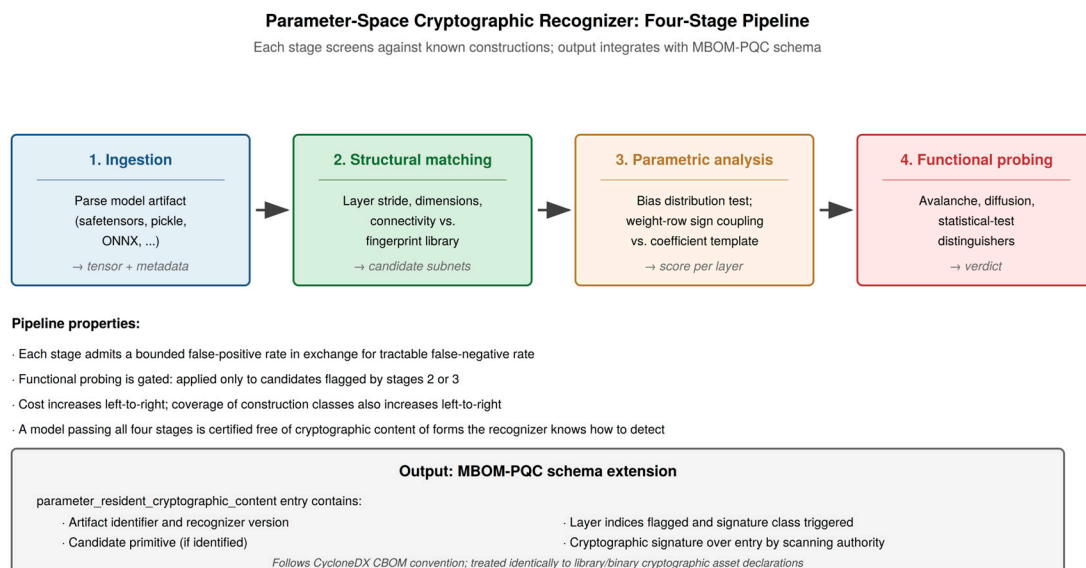 Parameter-Space Cryptographic Recognizer: Four-Stage Pipeline
Each stage screens against known constructions; output integrates with MBOM-PQC schema
1. Ingestion
Parse model artifact
(safetensors, pickle,
ONNX, ...)
→ tensor + metadata
2. Structural matching
Layer stride, dimensions,
connectivity vs.
fingerprint library
→ candidate subnets
3. Parametric analysis
Bias distribution test;
weight-row sign coupling
vs. coefficient template
→ score per layer
4. Functional probing
Avalanche, diffusion,
statistical-test
distinguishers
→ verdict
Pipeline properties:
· Each stage admits a bounded false-positive rate in exchange for tractable false-negative rate
· Functional probing is gated: applied only to candidates flagged by stages 2 or 3
· Cost increases left-to-right; coverage of construction classes also increases left-to-right
· A model passing all four stages is certified free of cryptographic content of forms the recognizer knows how to detect
Output: MBOM-PQC schema extension
parameter_resident_cryptographic_content entry contains:
· Artifact identifier and recognizer version
· Candidate primitive (if identified)
· Layer indices flagged and signature class triggered
· Cryptographic signature over entry by scanning authority
Follows CycloneDX CBOM convention; treated identically to library/binary cryptographic asset declarations